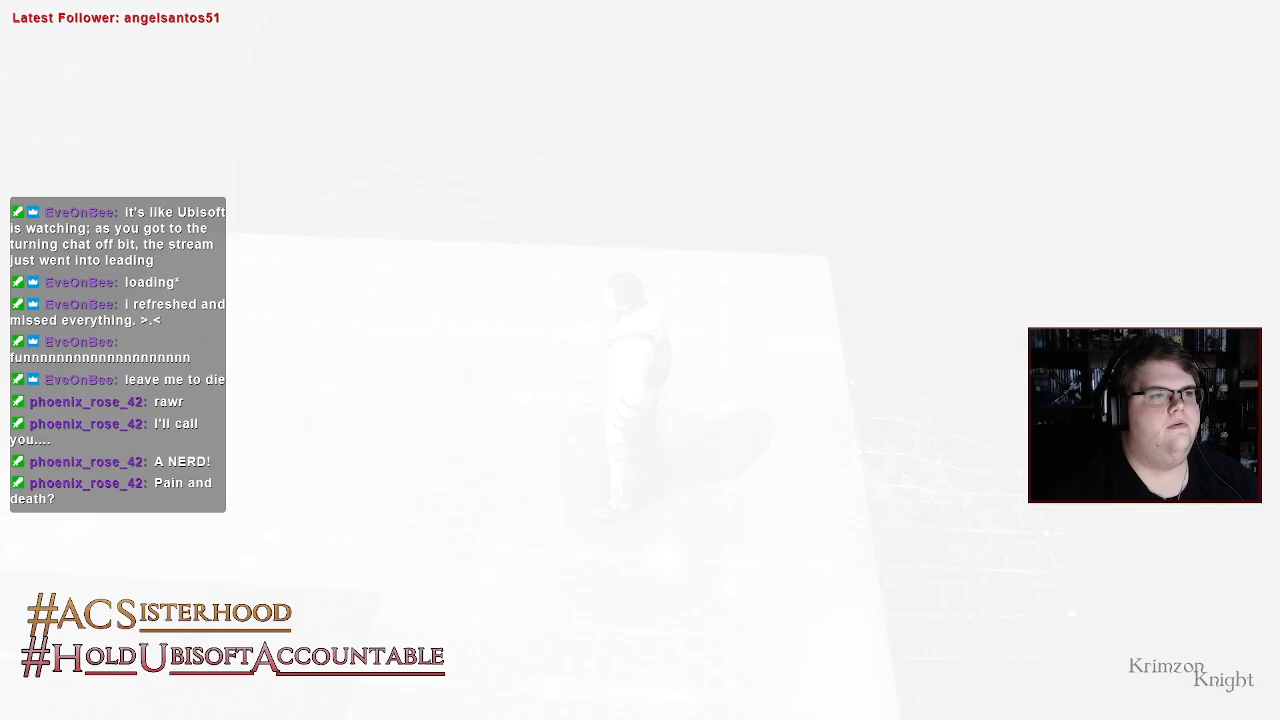 Latest Follower: angelsantos51
EveOnBee: it's like Ubisoft
is watching; as you got to the
turning chat off bit, the stream
just went into leading
EveOnBee: loading*
EveOnBee: i refreshed and
missed everything. >.<
EveOnBee:
funnnnnnnnnnnnnnnnnnnn
EveOnBee: leave me to die
phoenix_rose_42: rawr
phoenix_rose_42: I'll call
you....
phoenix_rose_42: A NERD!
phoenix_rose_42: Pain and
death?
#ACSisterhood
#HoldUbisoftAccountable
Krimzon
Knight